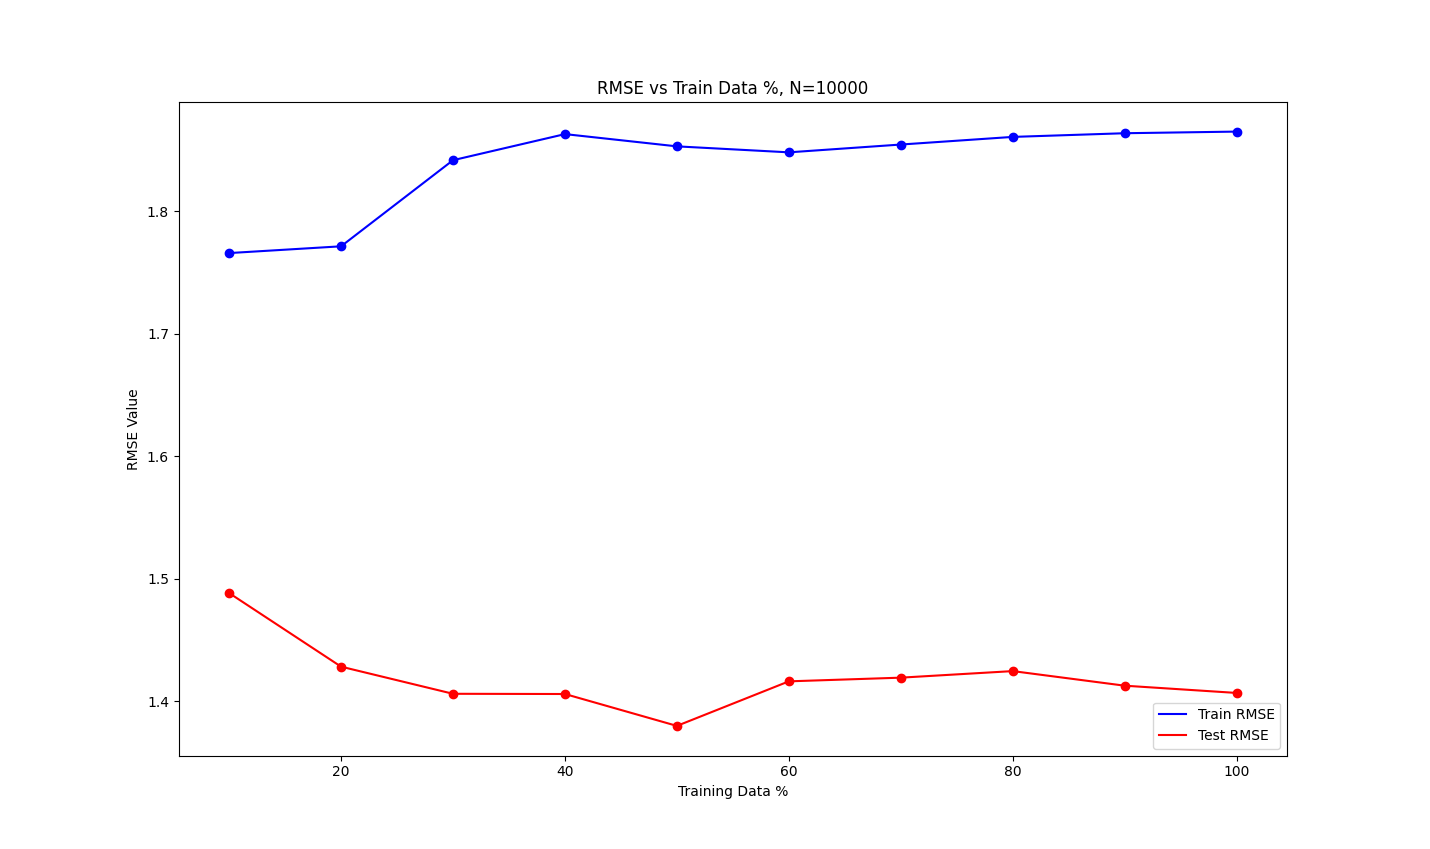 RMSE vs Train Data %, N=10000
RMSE Value
1.8
1.7
1.6
1.5
1.4
20 40 60 80 100
Training Data %
Train RMSE
Test RMSE